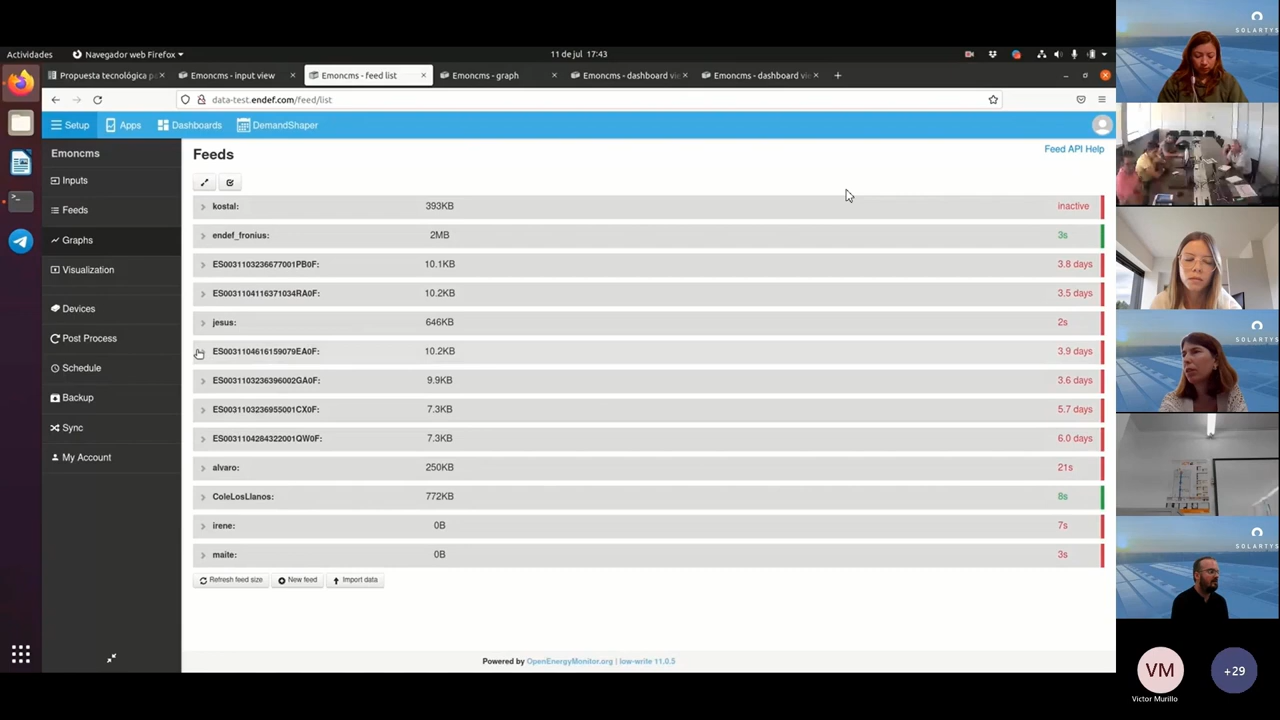 Actividades
Navegador web Firefox
11 de jul 17:43
Propuesta tecnológica p
Emoncms - input view
Emoncms - feed list
Emoncms - graph
Emoncms - dashboard vi
Emoncms - dashboard vi
data-test.endef.com/feed/list
Setup
Apps
Dashboards
DemandShaper
Emoncms
Inputs
Feeds
Graphs
Visualization
Devices
Post Process
Schedule
Backup
Sync
My Account
Feeds
Feed API Help
kostal: 393KB inactive
endef_fronius: 2MB 3s
ES0031103236677001PB0F: 10.1KB 3.8 days
ES0031104116371034RA0F: 10.2KB 3.5 days
jesus: 646KB 2s
ES0031104616159079EA0F: 10.2KB 3.9 days
ES0031103236396002GA0F: 9.9KB 3.6 days
ES0031103236955001CX0F: 7.3KB 5.7 days
ES0031104284322001QW0F: 7.3KB 6.0 days
alvaro: 250KB 21s
ColeLosLlanos: 772KB 8s
irene: 0B 7s
maite: 0B 3s
Refresh feed size
New feed
Import data
Powered by OpenEnergyMonitor.org | low-write 11.0.5
SOLARTYS
SOLARTYS
SOLARTYS
VM
Victor Murillo
+29